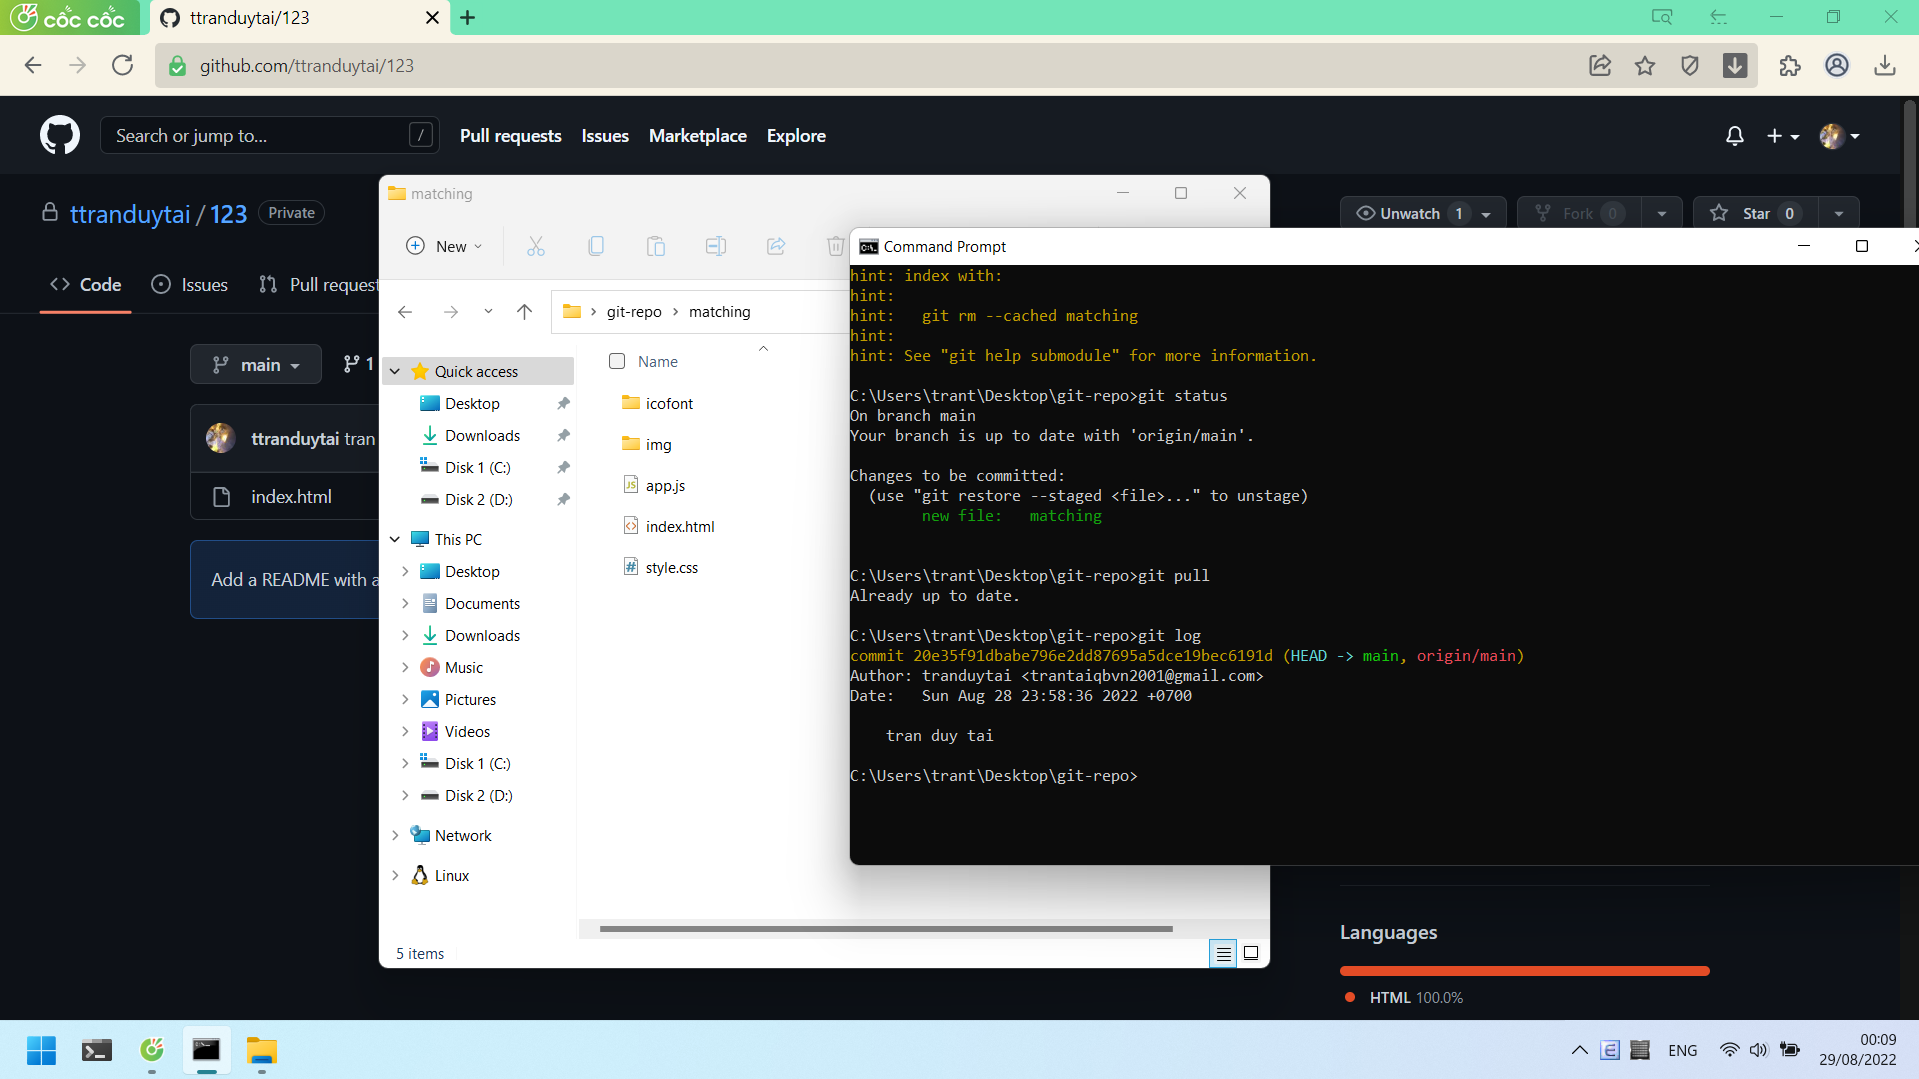 cốc cốc
ttranduytai/123
github.com/ttranduytai/123
Search or jump to...
/
Pull requests
Issues
Marketplace
Explore
ttranduytai / 123
Private
Unwatch 1
Fork 0
Star 0
Code
Issues
Pull request
main
1
ttranduytai tran
index.html
Add a README with a
matching
New
git-repo > matching
Name
Quick access
Desktop
Downloads
Disk 1 (C:)
Disk 2 (D:)
This PC
Desktop
Documents
Downloads
Music
Pictures
Videos
Disk 1 (C:)
Disk 2 (D:)
Network
Linux
icofont
img
app.js
index.html
style.css
5 items
Command Prompt
hint: index with:
hint:
hint:   git rm --cached matching
hint:
hint: See "git help submodule" for more information.
C:\Users\trant\Desktop\git-repo>git status
On branch main
Your branch is up to date with 'origin/main'.
Changes to be committed:
  (use "git restore --staged <file>..." to unstage)
        new file:   matching
C:\Users\trant\Desktop\git-repo>git pull
Already up to date.
C:\Users\trant\Desktop\git-repo>git log
commit 20e35f91dbabe796e2dd87695a5dce19bec6191d (HEAD -> main, origin/main)
Author: tranduytai <trantaiqbvn2001@gmail.com>
Date:   Sun Aug 28 23:58:36 2022 +0700
    tran duy tai
C:\Users\trant\Desktop\git-repo>
Languages
HTML 100.0%
ENG
00:09
29/08/2022